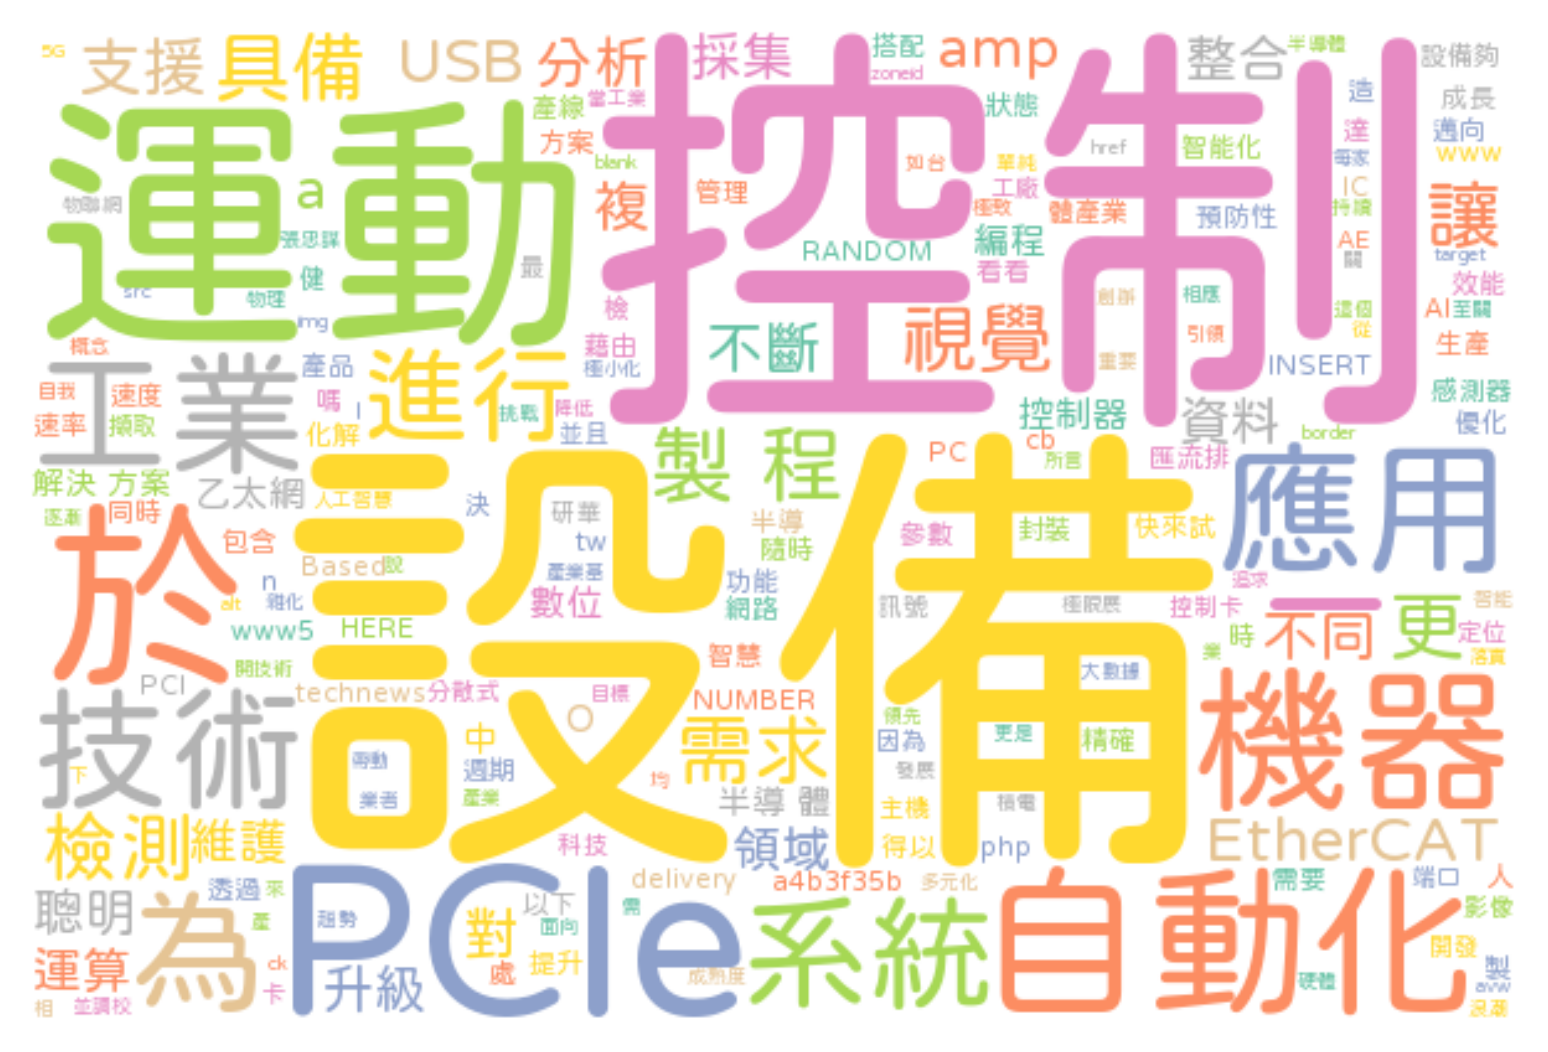 5G
支援
具備
USB
分析
採集
搭配
zoneid
amp
整合
半導體
設備夠
成長
造
邁向
達
www
每家
運動
控制
產線
當工業
方案
blank
狀態
href
智能化
如台
單純
工廠
極致
IC
持續
讓
物聯網
a
複
管理
體產業
預防性
張思謀
RANDOM
編程
看看
AE
關
target
最
健
物理
src
img
檢
效能
創新
相應
這個
從
AI
至關
引領
生產
概念
藉由
極小化
不斷
視覺
重要
INSERT
工業
產品
進行
自我
速度
速率
擷取
嗎
I
化解
挑戰
降低
並且
控制器
資料
感測器
優化
border
解決 方案
乙太網
人工智慧
製 程
PC
cb
所言
匯流排
應用
逐漸
同時
於
包含
決
研華
tw
半導
隨時
參數
封裝
快來試
設備
Based
說
n
雜化
alt
產業基
數位
功能
網路
訊號
極限展
追求
控制卡
一
不同
更
智能
定位
時
業
落實
www5
HERE
開技術
PCI
technews
分散式
智慧
目標
NUMBER
大數據
技術
O
中
週期
產業
需求
領先
因為
更是
精確
機器
下
勞動
業者
均
發展
半導 體
主機
積電
檢測
維護
科技
領域
得以
php
EtherCAT
聰明
透過
來
產
為
PCIe
趨勢
對
以下
面向
需
delivery
a4b3f35b
多元化
需要
端口
人
影像
運算
ck
卡
升級
處
提升
成熟度
系統
自動化
開發
硬體
製
avw
浪潮
相
並調校